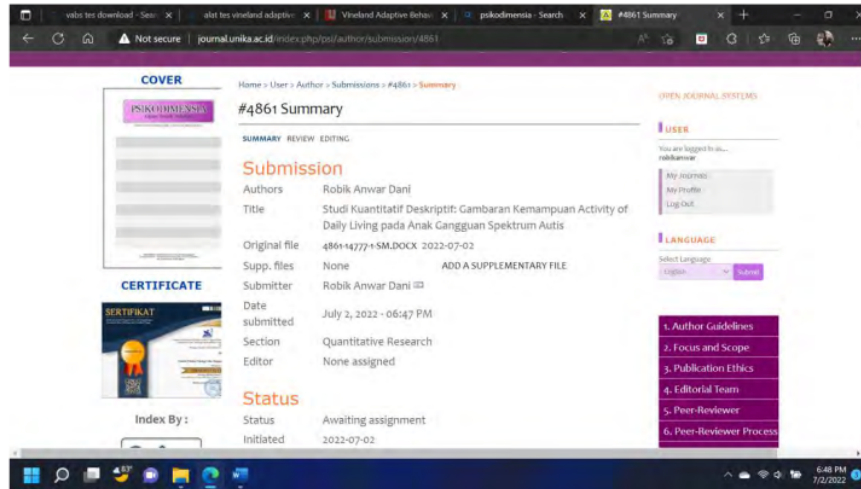 vabs tes download - Sear
alat tes vineland adaptive
Vineland Adaptive Behav
psikodimensia - Search
#4861 Summary
Not secure
journal.unika.ac.id/index.php/psi/author/submission/4861
COVER
PSIKODIMENSIA
CERTIFICATE
SERTIFIKAT
Index By :
Home > User > Author > Submissions > #4861 > Summary
#4861 Summary
SUMMARY REVIEW EDITING
Submission
Authors Robik Anwar Dani
Title Studi Kuantitatif Deskriptif: Gambaran Kemampuan Activity of
Daily Living pada Anak Gangguan Spektrum Autis
Original file 4861-14777-1-SM.DOCX 2022-07-02
Supp. files None ADD A SUPPLEMENTARY FILE
Submitter Robik Anwar Dani
Date
submitted July 2, 2022 - 06:47 PM
Section Quantitative Research
Editor None assigned
Status
Status Awaiting assignment
Initiated 2022-07-02
OPEN JOURNAL SYSTEMS
USER
You are logged in as...
robikanwar
My Journals
My Profile
Log Out
LANGUAGE
Select Language
English Submit
1. Author Guidelines
2. Focus and Scope
3. Publication Ethics
4. Editorial Team
5. Peer-Reviewer
6. Peer-Reviewer Process
87°
6:48 PM
7/2/2022